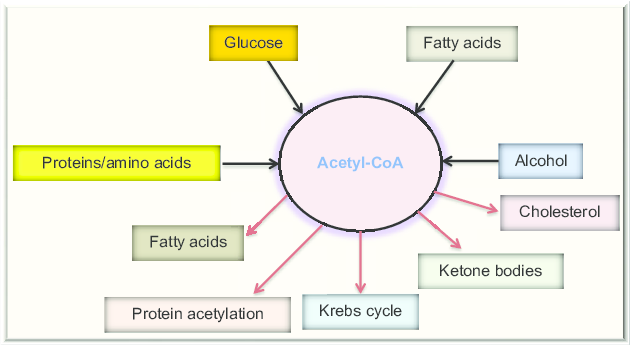 Glucose
Fatty acids
Proteins/amino acids
Acetyl-CoA
Alcohol
Cholesterol
Fatty acids
Ketone bodies
Protein acetylation
Krebs cycle